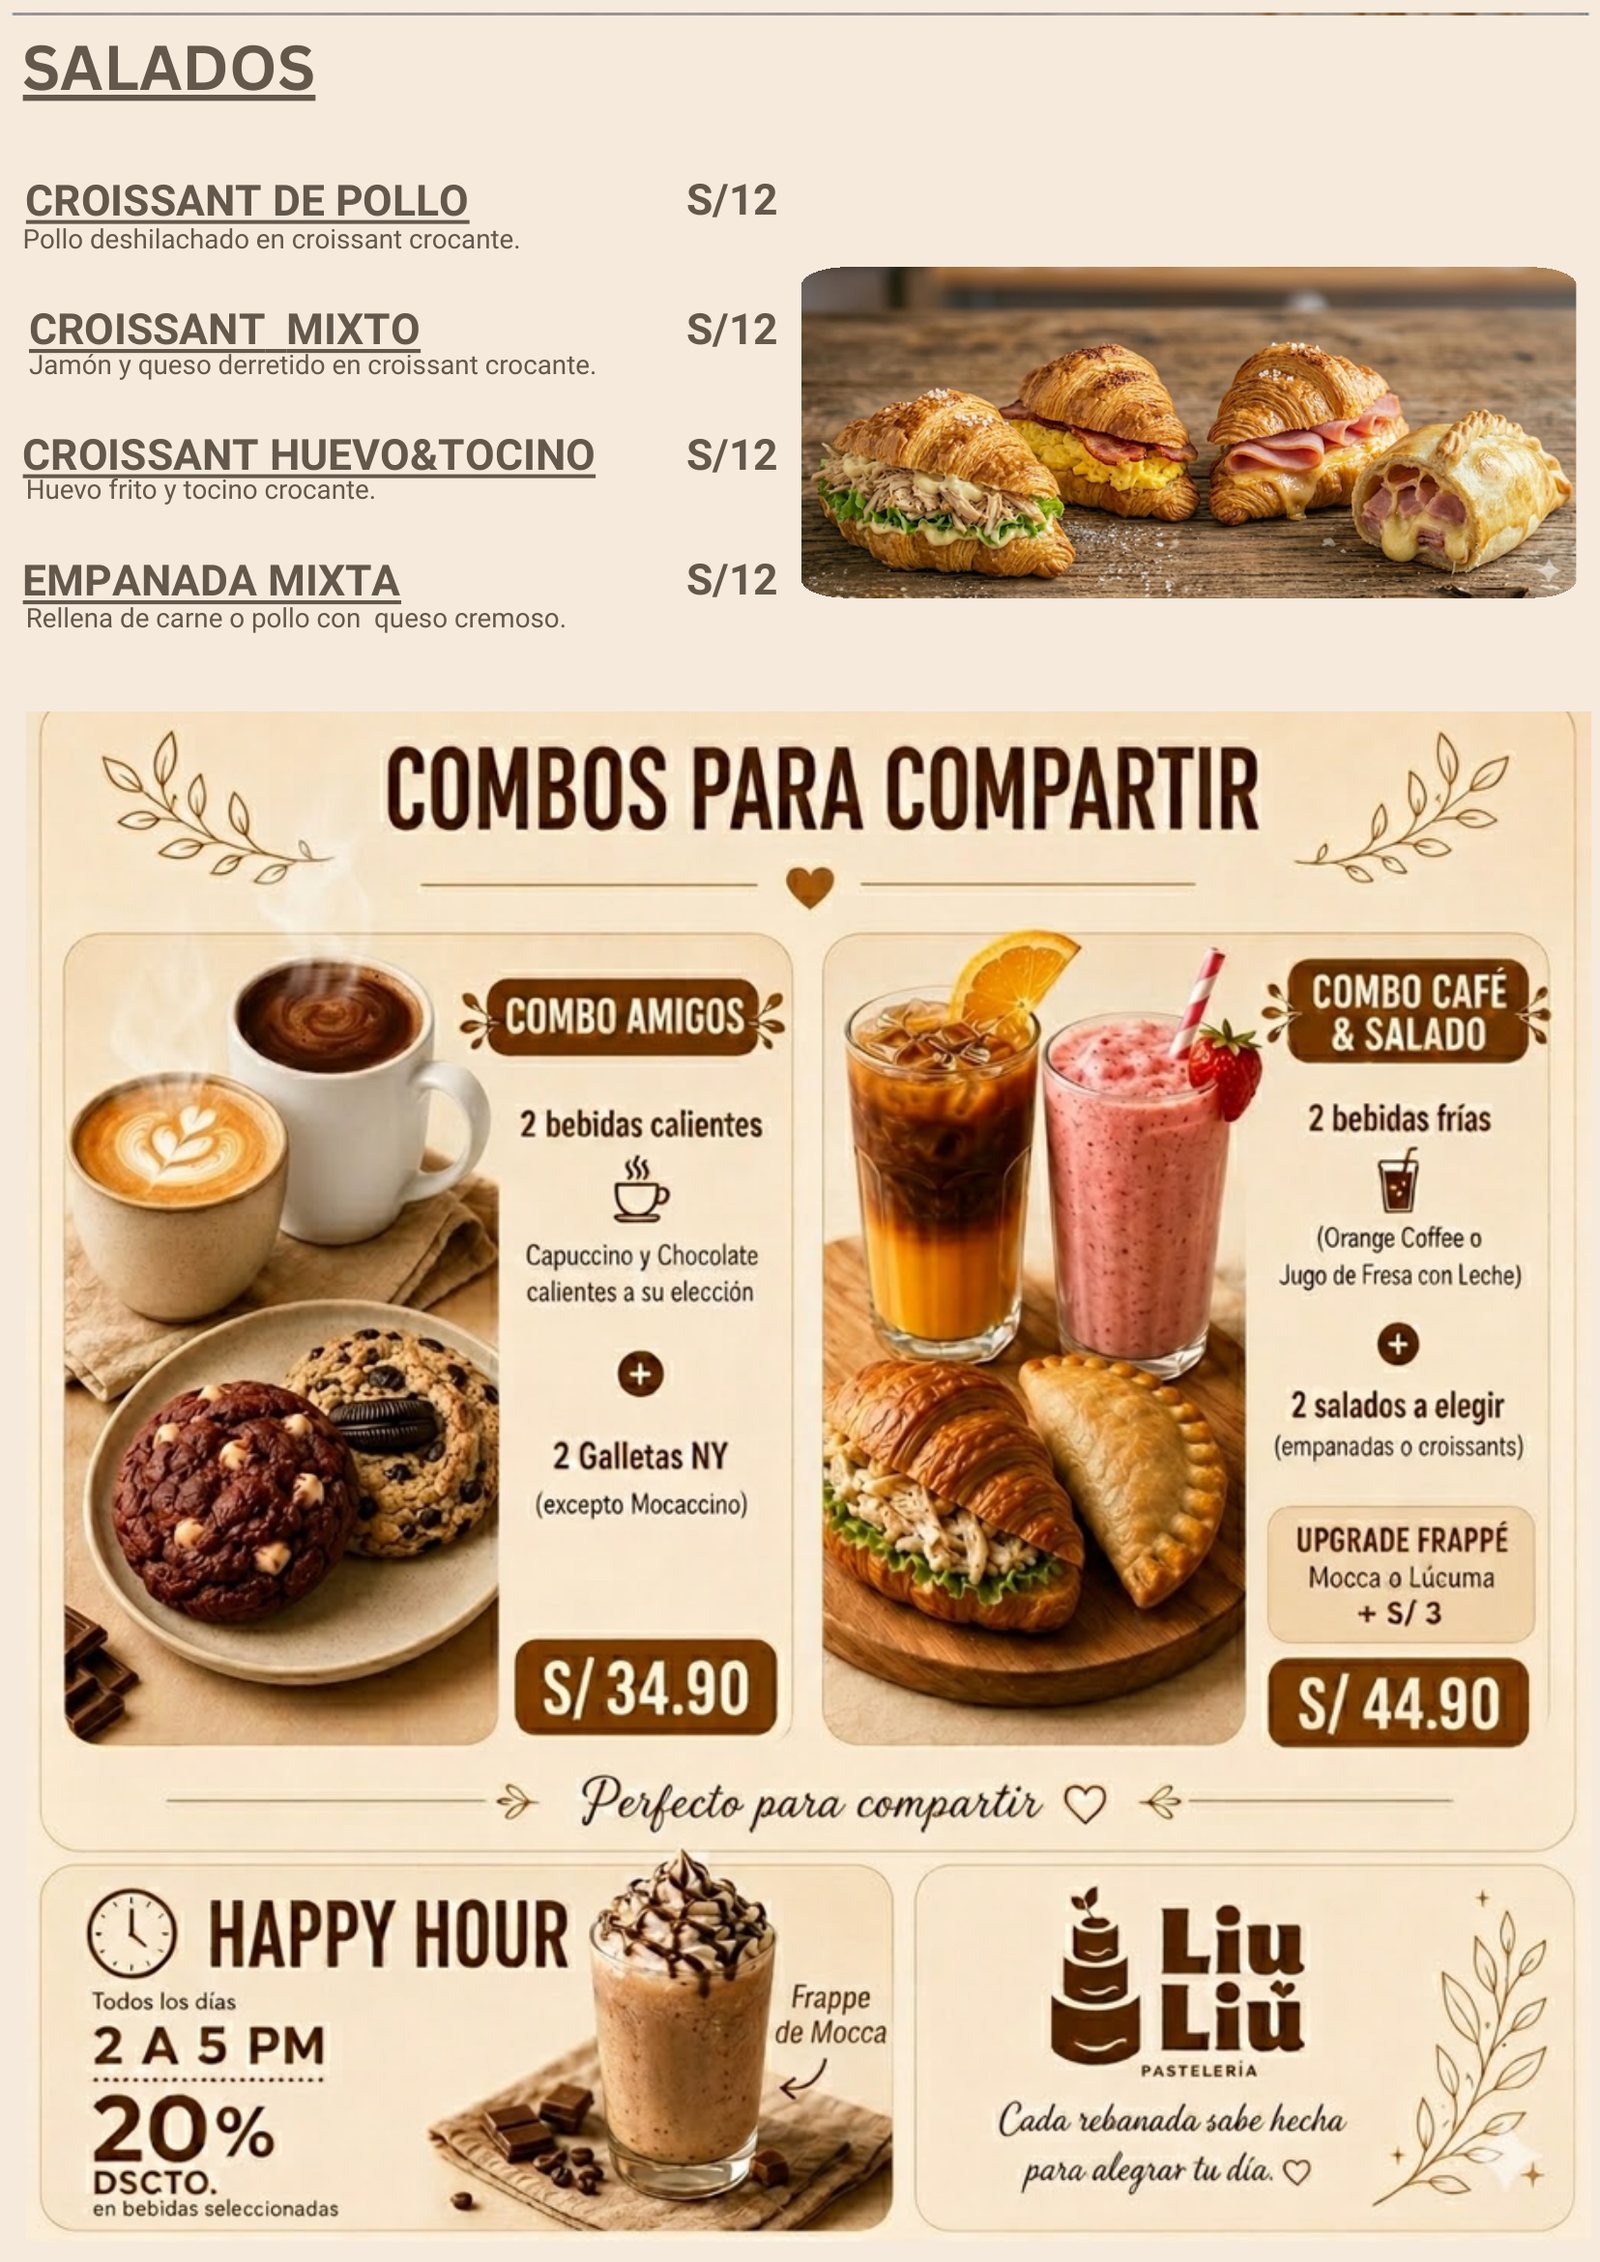 SALADOS
CROISSANT DE POLLO S/12
Pollo deshilachado en croissant crocante.
CROISSANT MIXTO S/12
Jamón y queso derretido en croissant crocante.
CROISSANT HUEVO&TOCINO S/12
Huevo frito y tocino crocante.
EMPANADA MIXTA S/12
Rellena de carne o pollo con queso cremoso.
COMBOS PARA COMPARTIR
COMBO AMIGOS
2 bebidas calientes
Capuccino y Chocolate
calientes a su elección
+
2 Galletas NY
(excepto Mocaccino)
S/ 34.90
COMBO CAFÉ
& SALADO
2 bebidas frías
(Orange Coffee o
Jugo de Fresa con Leche)
+
2 salados a elegir
(empanadas o croissants)
UPGRADE FRAPPÉ
Mocca o Lúcuma
+ S/ 3
S/ 44.90
Perfecto para compartir
HAPPY HOUR
Todos los días
2 A 5 PM
20%
DSCTO.
en bebidas seleccionadas
Frappe
de Mocca
Liu
Liŭ
PASTELERÍA
Cada rebanada sabe hecha
para alegrar tu día.